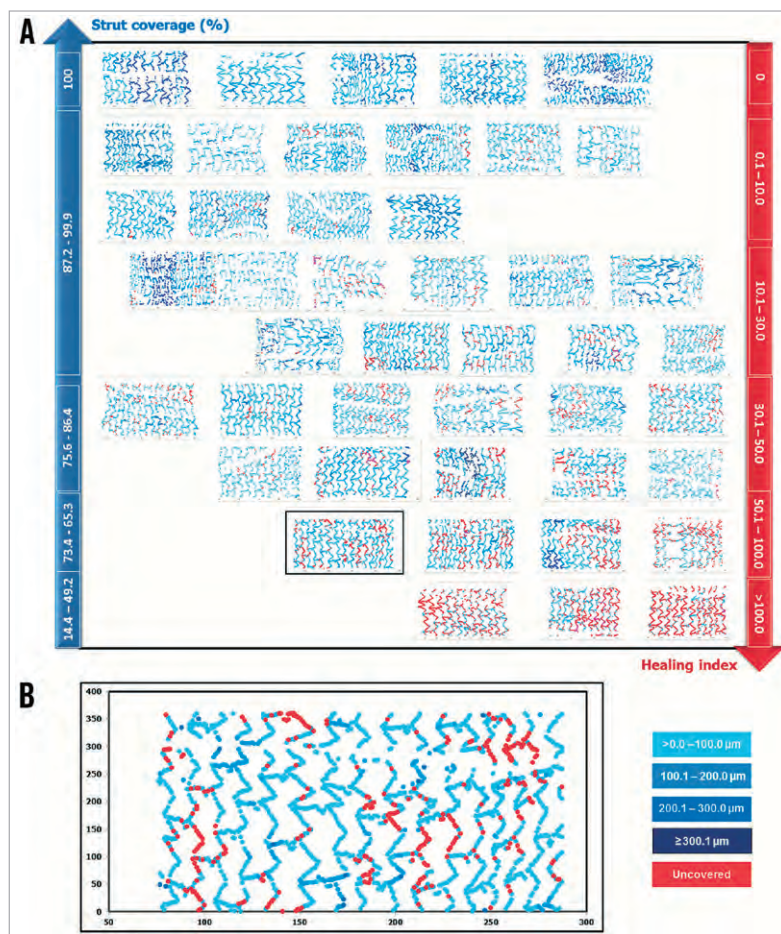 A
Strut coverage (%)
100
0
87.2 - 99.9
0.1 – 10.0
10.1 – 30.0
75.6 - 86.4
30.1 – 50.0
73.4 - 65.3
50.1 – 100.0
14.4 – 49.2
>100.0
Healing index
B
400
350
300
250
200
150
100
50
0
50
100
150
200
250
300
>0.0 – 100.0 µm
100.1 – 200.0 µm
200.1 – 300.0 µm
≥300.1 µm
Uncovered